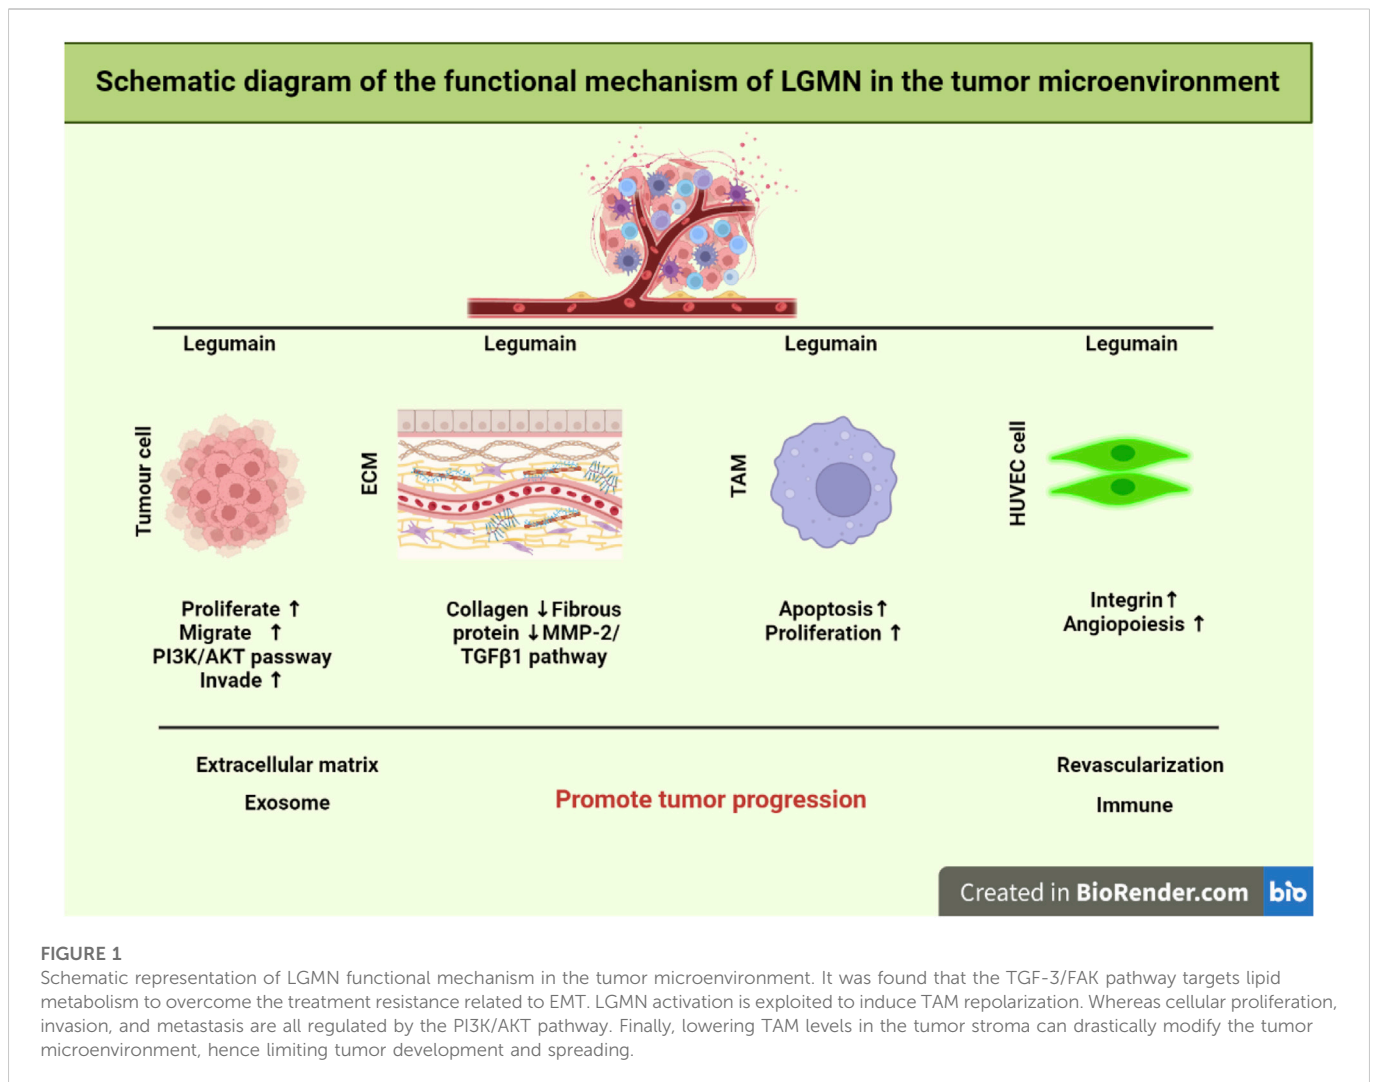 Schematic diagram of the functional mechanism of LGMN in the tumor microenvironment
Legumain
Legumain
Legumain
Legumain
Tumour cell
ECM
TAM
HUVEC cell
Proliferate ↑
Migrate ↑
PI3K/AKT passway
Invade ↑
Collagen ↓Fibrous
protein ↓MMP-2/
TGFβ1 pathway
Apoptosis↑
Proliferation ↑
Integrin↑
Angiopoiesis ↑
Extracellular matrix
Exosome
Promote tumor progression
Revascularization
Immune
Created in BioRender.com bio
FIGURE 1
Schematic representation of LGMN functional mechanism in the tumor microenvironment. It was found that the TGF-3/FAK pathway targets lipid
metabolism to overcome the treatment resistance related to EMT. LGMN activation is exploited to induce TAM repolarization. Whereas cellular proliferation,
invasion, and metastasis are all regulated by the PI3K/AKT pathway. Finally, lowering TAM levels in the tumor stroma can drastically modify the tumor
microenvironment, hence limiting tumor development and spreading.